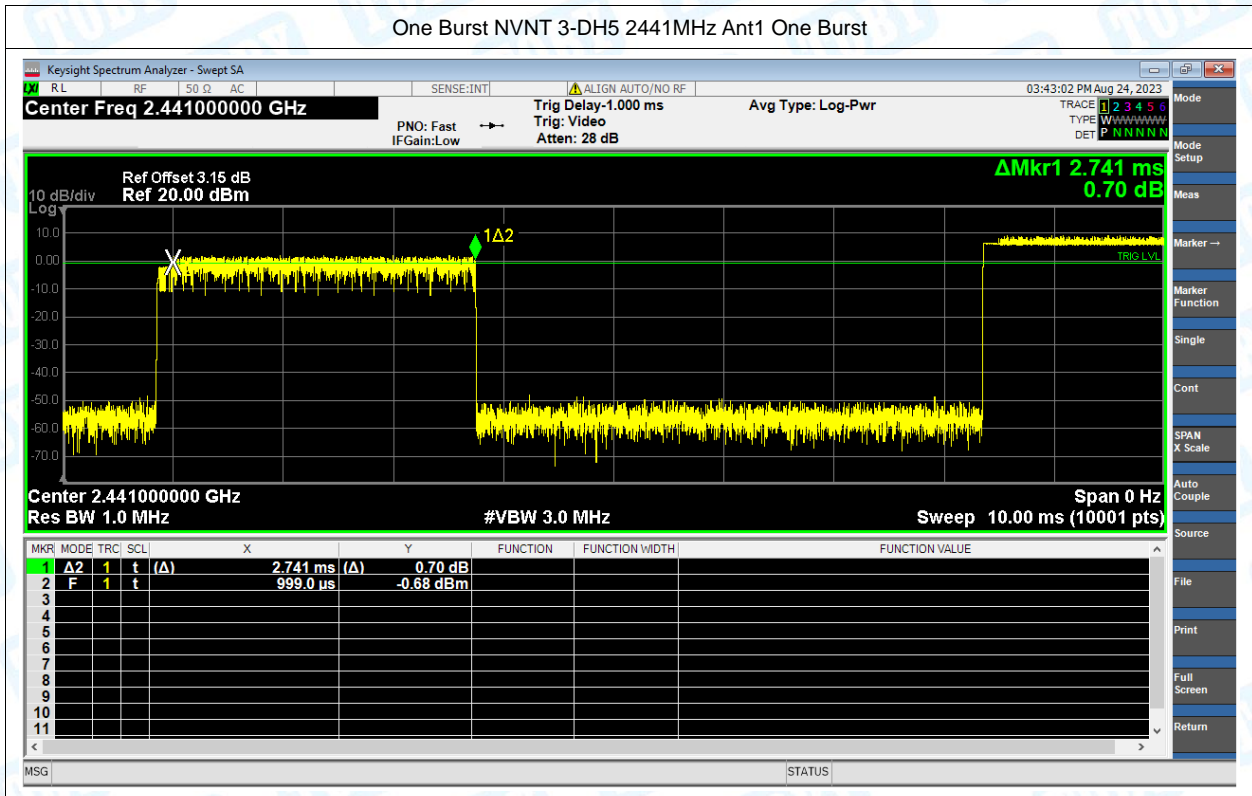 One Burst NVNT 3-DH5 2441MHz Ant1 One Burst
Keysight Spectrum Analyzer - Swept SA
LXI RL RF 50 Ω AC SENSE:INT ALIGN AUTO/NO RF 03:43:02 PM Aug 24, 2023
Center Freq 2.441000000 GHz
PNO: Fast
IFGain:Low
Trig Delay-1.000 ms
Trig: Video
Atten: 28 dB
Avg Type: Log-Pwr
TRACE 1 2 3 4 5 6
TYPE WWWWWW
DET P N N N N N
ΔMkr1 2.741 ms
0.70 dB
Ref Offset 3.15 dB
10 dB/div Ref 20.00 dBm
Log
10.0
0.00
-10.0
-20.0
-30.0
-40.0
-50.0
-60.0
-70.0
1Δ2
TRIG LVL
Center 2.441000000 GHz Span 0 Hz
Res BW 1.0 MHz #VBW 3.0 MHz Sweep 10.00 ms (10001 pts)
MKR MODE TRC SCL X Y FUNCTION FUNCTION WIDTH FUNCTION VALUE
1 Δ2 1 t (Δ) 2.741 ms (Δ) 0.70 dB
2 F 1 t 999.0 µs -0.68 dBm
3
4
5
6
7
8
9
10
11
MSG STATUS
Mode
Mode Setup
Meas
Marker →
Marker Function
Single
Cont
SPAN X Scale
Auto Couple
Source
File
Print
Full Screen
Return